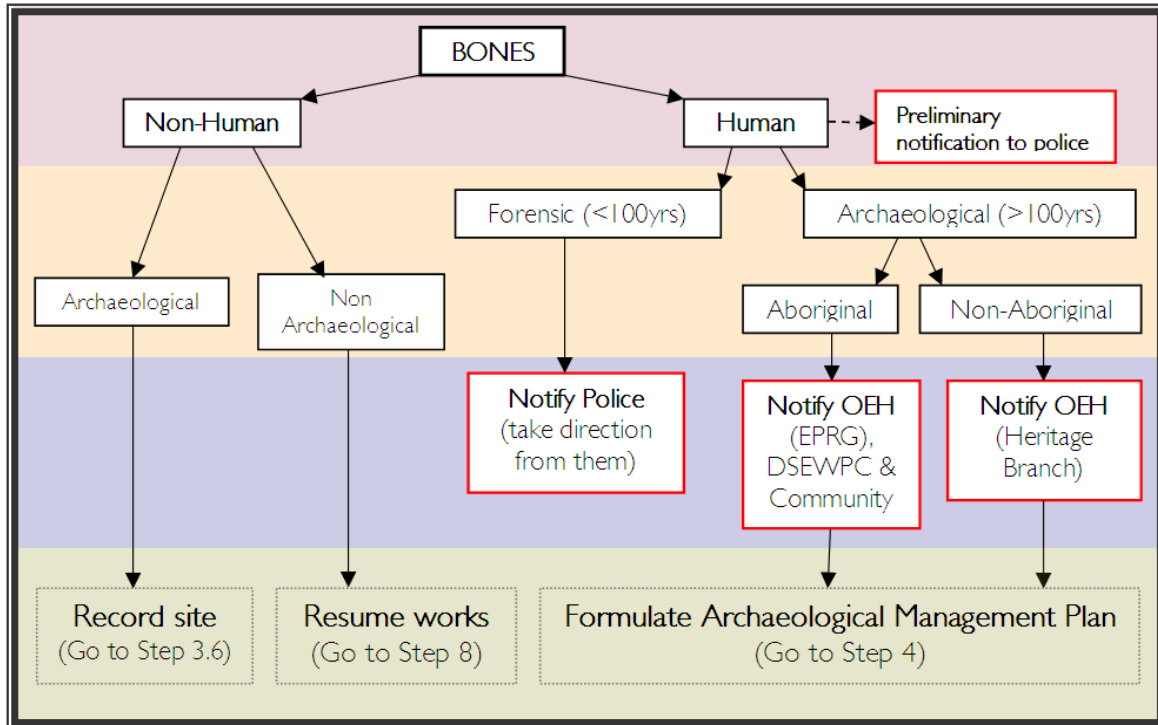 BONES
Non-Human
Human
Preliminary
notification to police
Forensic (<100yrs)
Archaeological (>100yrs)
Archaeological
Non
Archaeological
Aboriginal
Non-Aboriginal
Notify Police
(take direction
from them)
Notify OEH
(EPRG),
DSEWPC &
Community
Notify OEH
(Heritage
Branch)
Record site
(Go to Step 3.6)
Resume works
(Go to Step 8)
Formulate Archaeological Management Plan
(Go to Step 4)